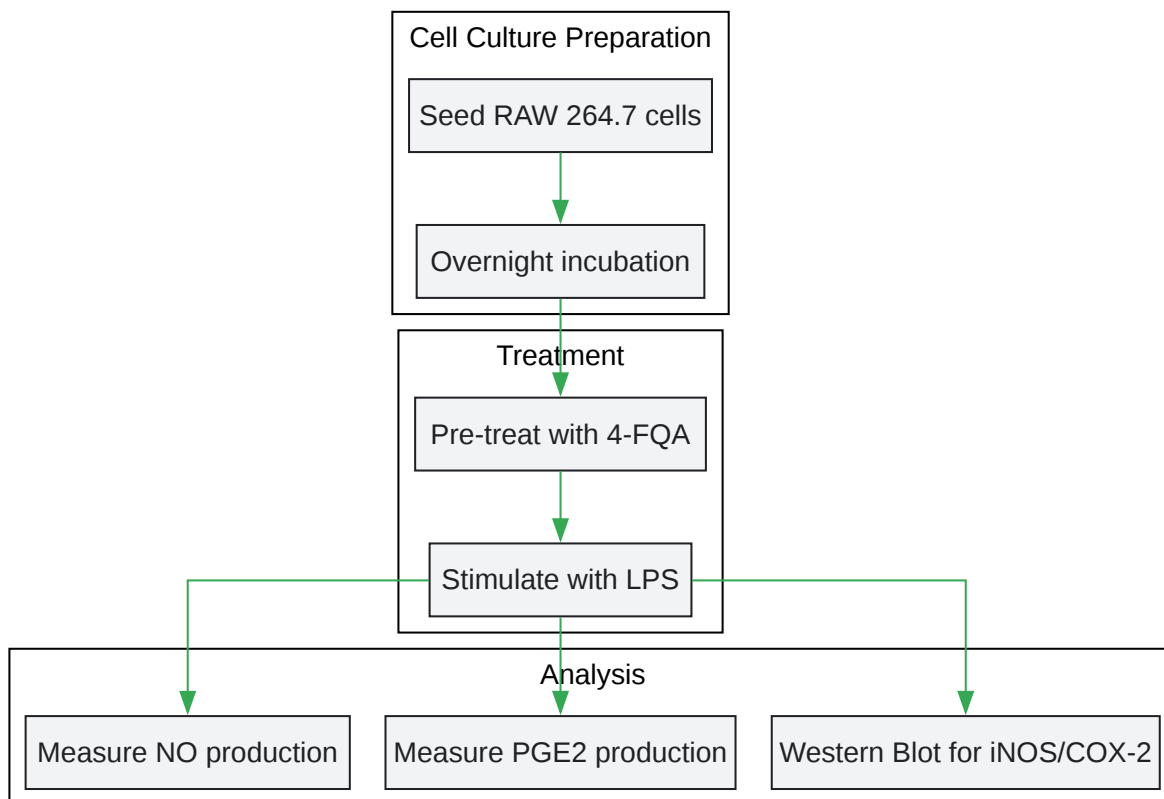 Cell Culture Preparation
Seed RAW 264.7 cells
Overnight incubation
Treatment
Pre-treat with 4-FQA
Stimulate with LPS
Analysis
Measure NO production
Measure PGE2 production
Western Blot for iNOS/COX-2